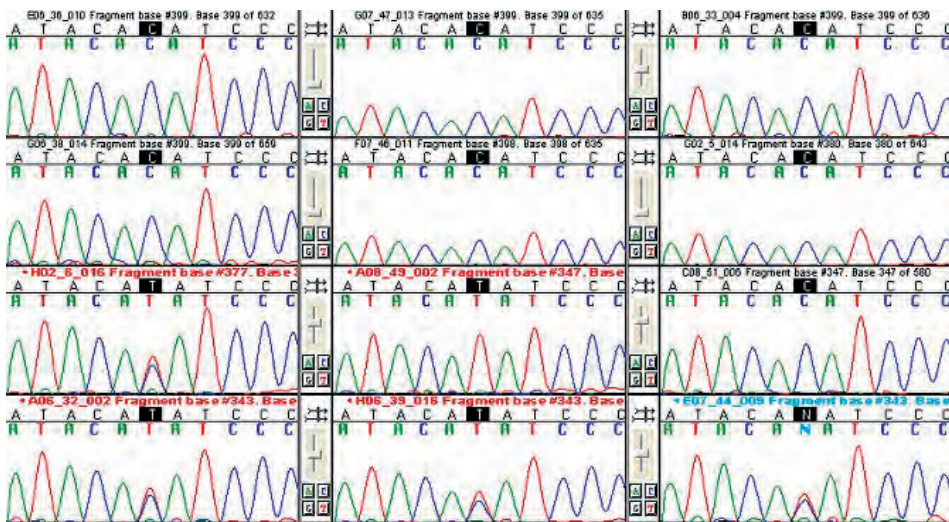 E06_36_010 Fragment base #399. Base 399 of 632
A T A C A C A T C C C
A T A C A C A T C C C
A C
G T
G07_47_013 Fragment base #399. Base 399 of 635
A T A C A C A T C C C
A T A C A C A T C C C
A C
G T
B06_33_004 Fragment base #399. Base 399 of 636
A T A C A C A T C C C
A T A C A C A T C C C
G06_38_014 Fragment base #399. Base 399 of 659
A T A C A C A T C C C
A T A C A C A T C C C
A C
G T
F07_46_011 Fragment base #398. Base 398 of 635
A T A C A C A T C C C
A T A C A C A T C C C
A C
G T
G02_5_014 Fragment base #380. Base 380 of 643
A T A C A C A T C C C
A T A C A C A T C C C
•H02_6_016 Fragment base #377. Base 3
A T A C A T A T C C C
A T A C A T A T C C C
A C
G T
•A08_49_002 Fragment base #347. Base
A T A C A T A T C C C
A T A C A T A T C C C
A C
G T
C08_51_006 Fragment base #347. Base 347 of 580
A T A C A C A T C C C
A T A C A C A T C C C
•A06_32_002 Fragment base #343. Base
A T A C A T A T C C C
A T A C A T A T C C C
A C
G T
•H06_39_016 Fragment base #343. Base
A T A C A T A T C C C
A T A C A T A T C C C
A C
G T
•E07_44_009 Fragment base #343. Base
A T A C A N A T C C C
A T A C A N A T C C C